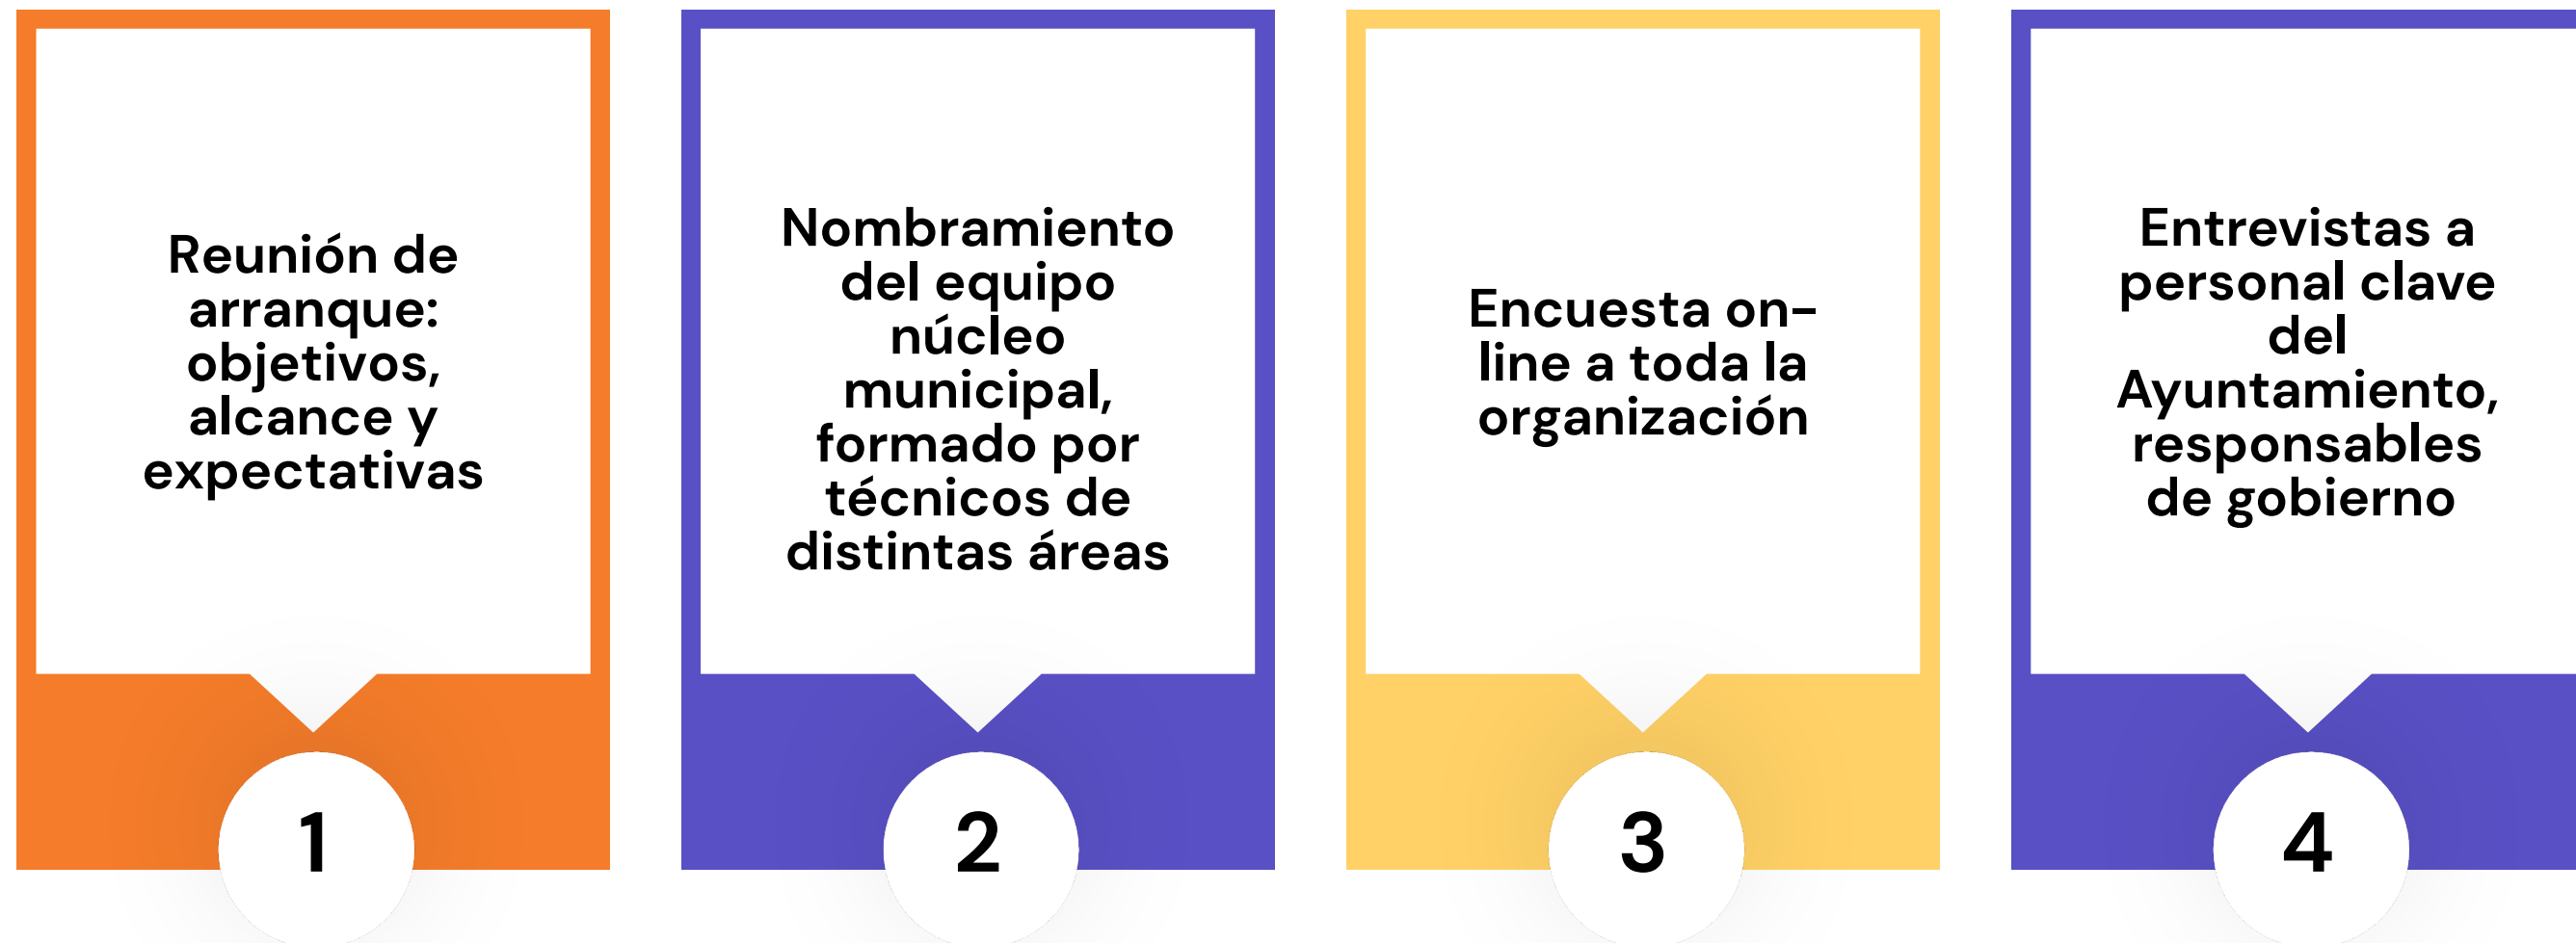 Reunión de
arranque:
objetivos,
alcance y
expectativas
1
Nombramiento
del equipo
núcleo
municipal,
formado por
técnicos de
distintas áreas
2
Encuesta on-
line a toda la
organización
3
Entrevistas a
personal clave
del
Ayuntamiento,
responsables
de gobierno
4